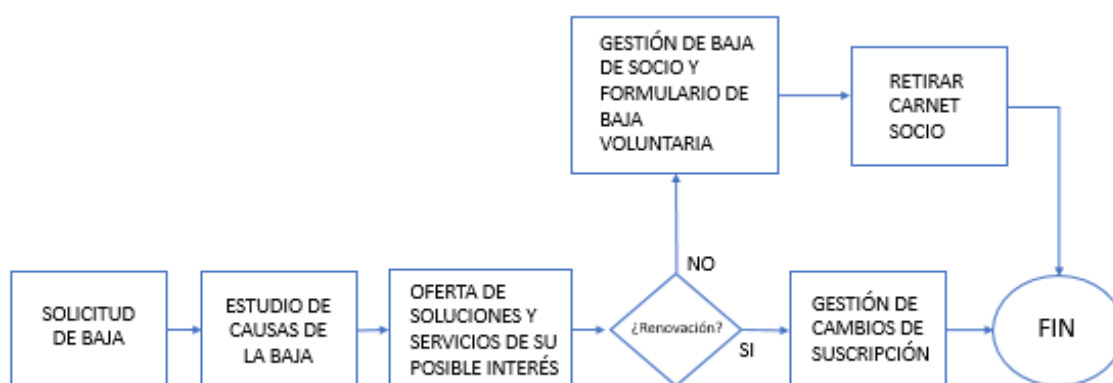 GESTIÓN DE BAJA
DE SOCIO Y
FORMULARIO DE
BAJA
VOLUNTARIA
RETIRAR
CARNET
SOCIO
NO
SOLICITUD
DE BAJA
ESTUDIO DE
CAUSAS DE
LA BAJA
OFERTA DE
SOLUCIONES Y
SERVICIOS DE SU
POSIBLE INTERÉS
¿Renovación?
SI
GESTIÓN DE
CAMBIOS DE
SUSCRIPCIÓN
FIN